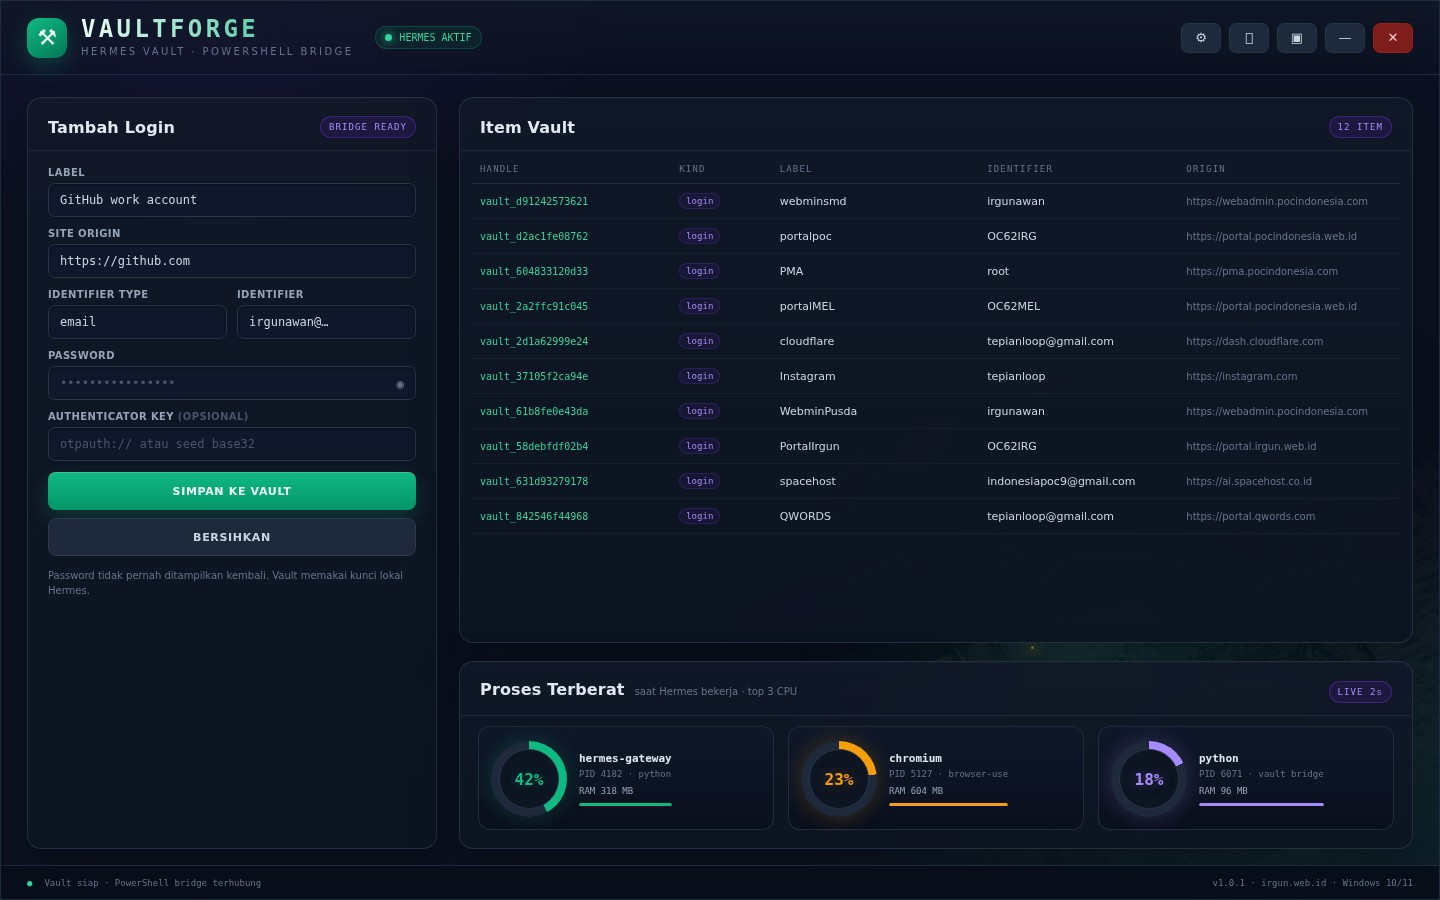 VAULTFORGE
HERMES VAULT · POWERSHELL BRIDGE
HERMES AKTIF
Tambah Login
BRIDGE READY
LABEL
GitHub work account
SITE ORIGIN
https://github.com
IDENTIFIER TYPE IDENTIFIER
email irgunawan@…
PASSWORD
AUTHENTICATOR KEY (OPSIONAL)
otpauth:// atau seed base32
SIMPAN KE VAULT
BERSIHKAN
Password tidak pernah ditampilkan kembali. Vault memakai kunci lokal
Hermes.
Item Vault
12 ITEM
HANDLE KIND LABEL IDENTIFIER ORIGIN
vault_d91242573621 login webminsmd irgunawan https://webadmin.pocindonesia.com
vault_d2ac1fe08762 login portalpoc OC62IRG https://portal.pocindonesia.web.id
vault_604833120d33 login PMA root https://pma.pocindonesia.com
vault_2a2ffc91c045 login portalMEL OC62MEL https://portal.pocindonesia.web.id
vault_2d1a62999e24 login cloudflare tepianloop@gmail.com https://dash.cloudflare.com
vault_37105f2ca94e login Instagram tepianloop https://instagram.com
vault_61b8fe0e43da login WebminPusda irgunawan https://webadmin.pocindonesia.com
vault_58debfdf02b4 login PortalIrgun OC62IRG https://portal.irgun.web.id
vault_631d93279178 login spacehost indonesiapoc9@gmail.com https://ai.spacehost.co.id
vault_842546f44968 login QWORDS tepianloop@gmail.com https://portal.qwords.com
Proses Terberat saat Hermes bekerja · top 3 CPU
LIVE 2s
42%
hermes-gateway
PID 4182 · python
RAM 318 MB
23%
chromium
PID 5127 · browser-use
RAM 604 MB
18%
python
PID 6071 · vault bridge
RAM 96 MB
Vault siap · PowerShell bridge terhubung
v1.0.1 · irgun.web.id · Windows 10/11